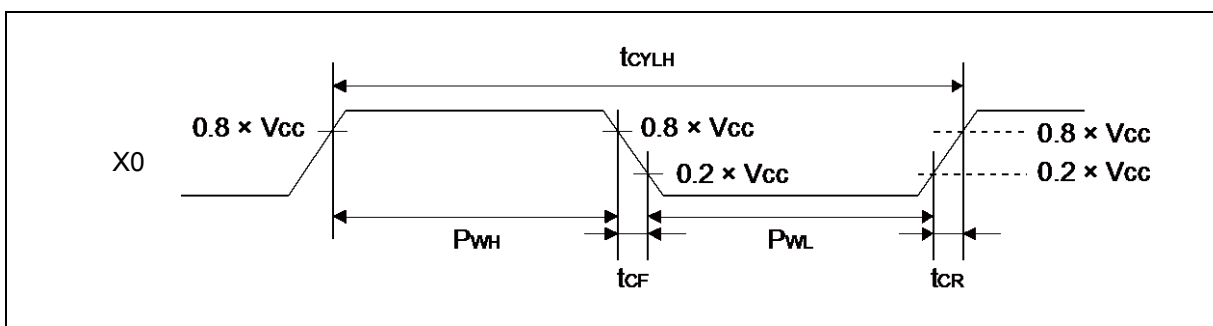 tCYLH
0.8 × Vcc
0.8 × Vcc
0.8 × Vcc
X0
0.2 × Vcc
0.2 × Vcc
PWH
PWL
tCF
tCR